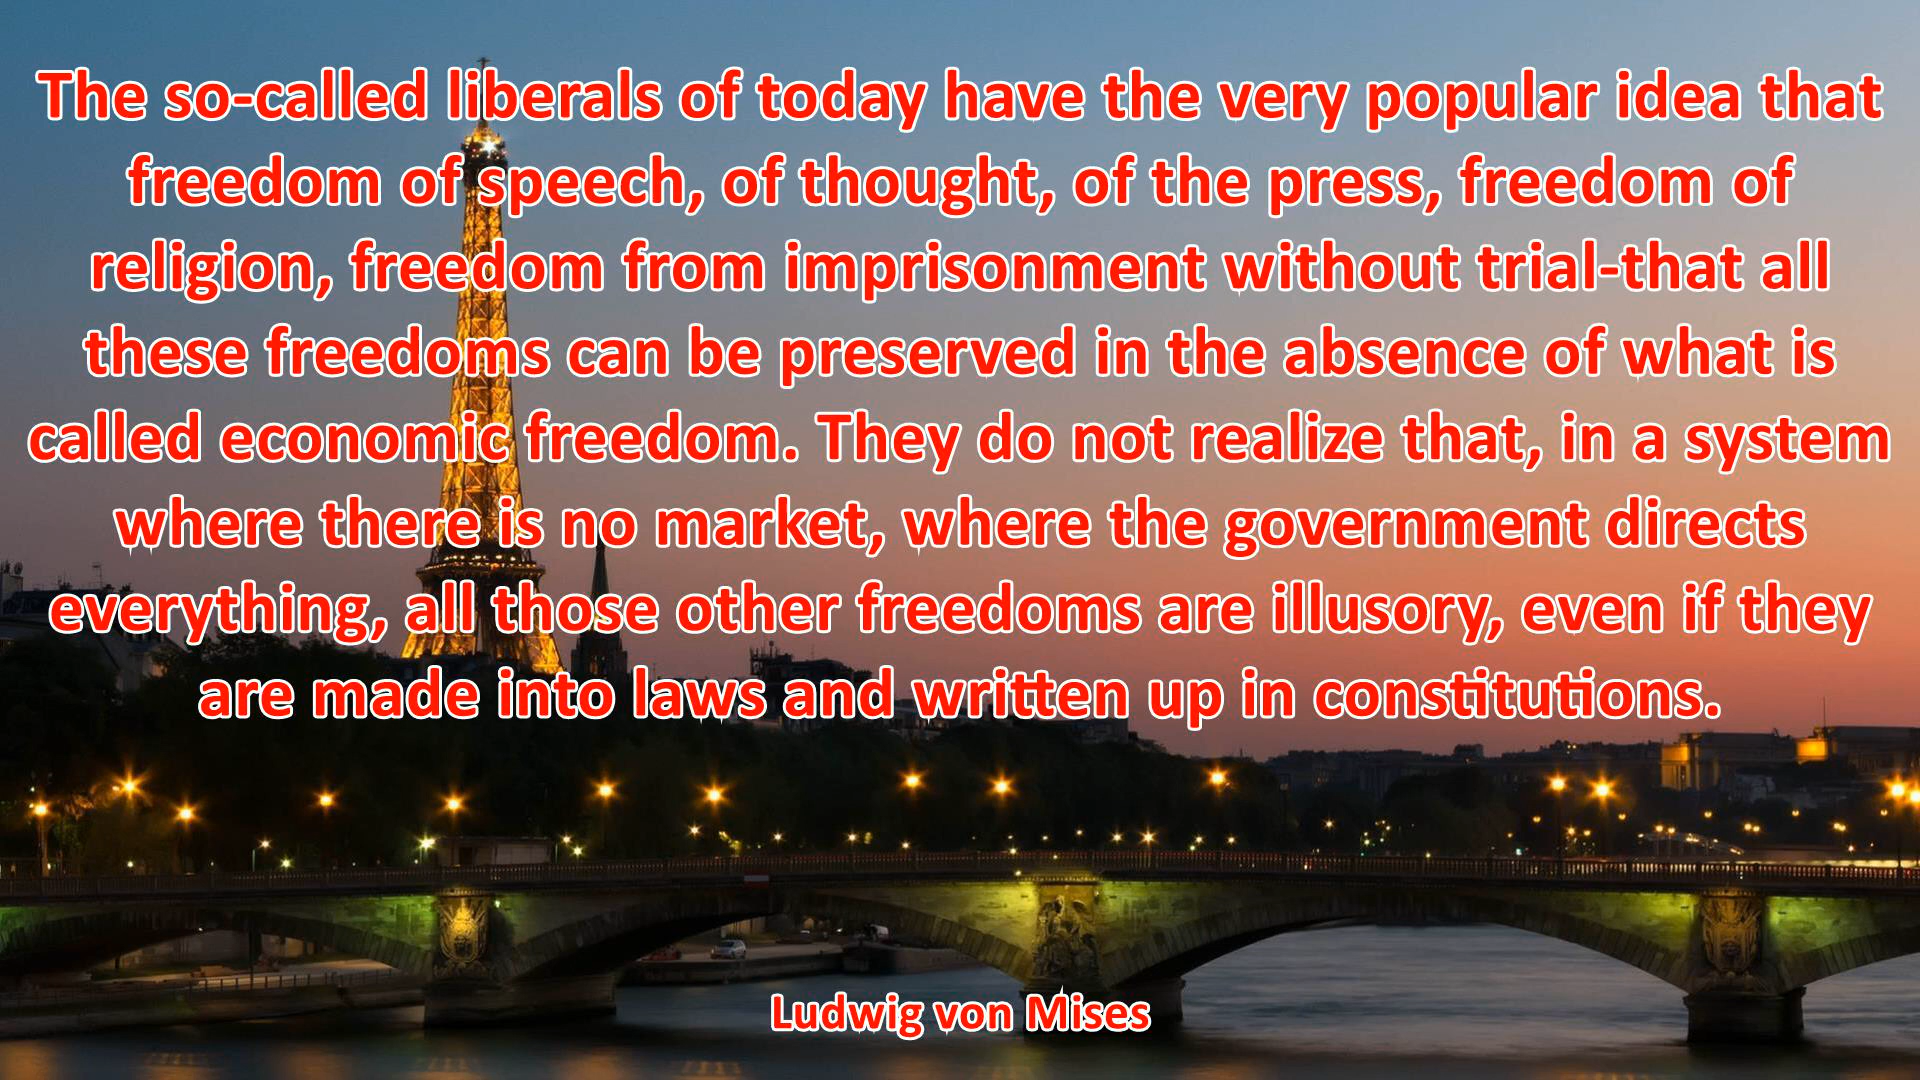 The so-called liberals of today have the very popular idea that
freedom of speech, of thought, of the press, freedom of
religion, freedom from imprisonment without trial-that all
these freedoms can be preserved in the absence of what is
called economic freedom. They do not realize that, in a system
where there is no market, where the government directs
everything, all those other freedoms are illusory, even if they
are made into laws and written up in constitutions.
Ludwig von Mises